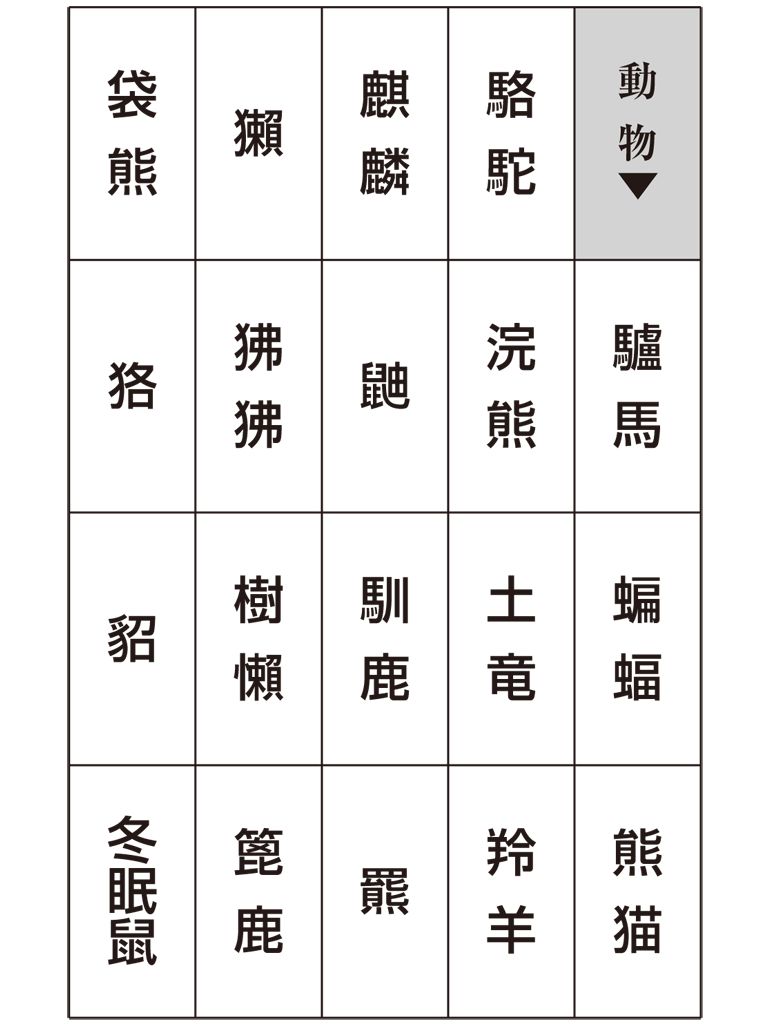 動物▼
驢馬
蝙蝠
熊猫
駱駝
浣熊
土竜
羚羊
麒麟
鼬
馴鹿
羆
獺
狒狒
樹懶
篦鹿
袋熊
狢
貂
冬眠鼠